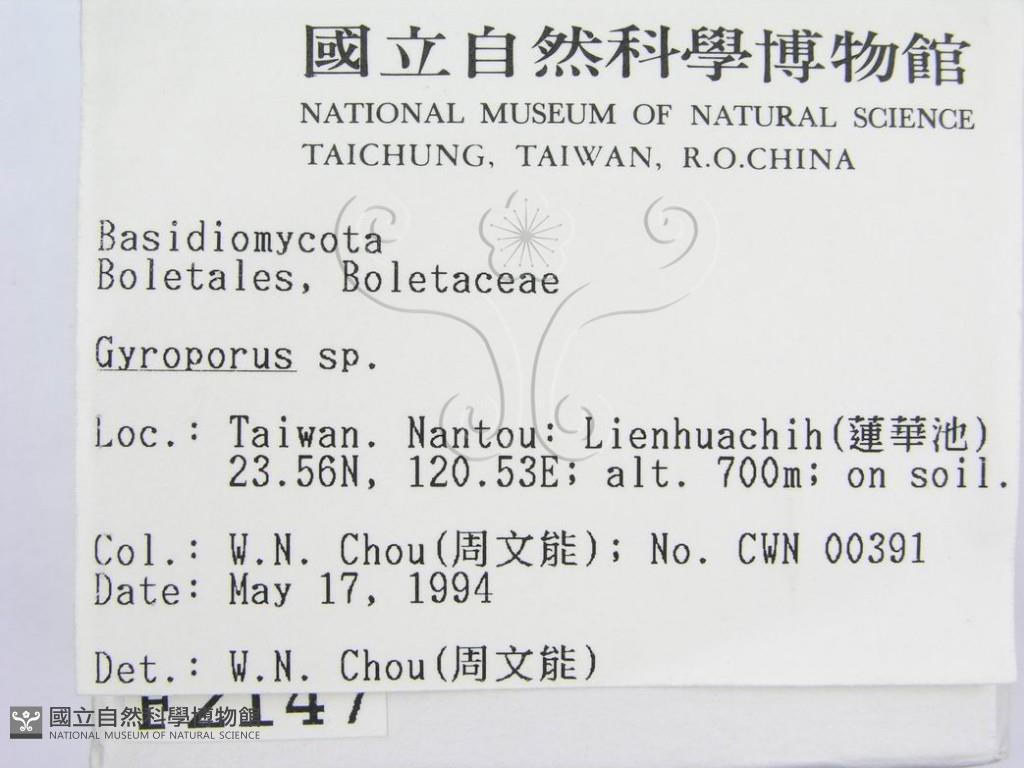 國立自然科學博物館
NATIONAL MUSEUM OF NATURAL SCIENCE
TAICHUNG, TAIWAN, R.O.CHINA
Basidiomycota
Boletales, Boletaceae
Gyroporus sp.
Loc.: Taiwan. Nantou: Lienhuachih(蓮華池)
23.56N, 120.53E; alt. 700m; on soil.
Col.: W.N. Chou(周文能); No. CWN 00391
Date: May 17, 1994
Det.: W.N. Chou(周文能)
F2147
國立自然科學博物館
NATIONAL MUSEUM OF NATURAL SCIENCE